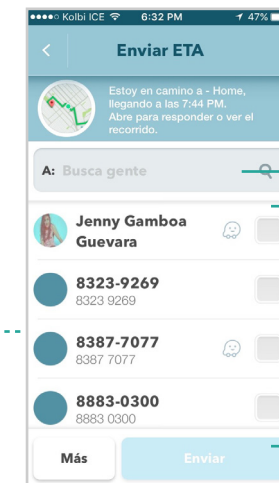 Kolbi ICE 6:32 PM 47%
Enviar ETA
Estoy en camino a - Home,
llegando a las 7:44 PM.
Abre para responder o ver el
recorrido.
A: Busca gente
Jenny Gamboa
Guevara
8323-9269
8323 9269
8387-7077
8387 7077
8883-0300
8883 0300
Más Enviar